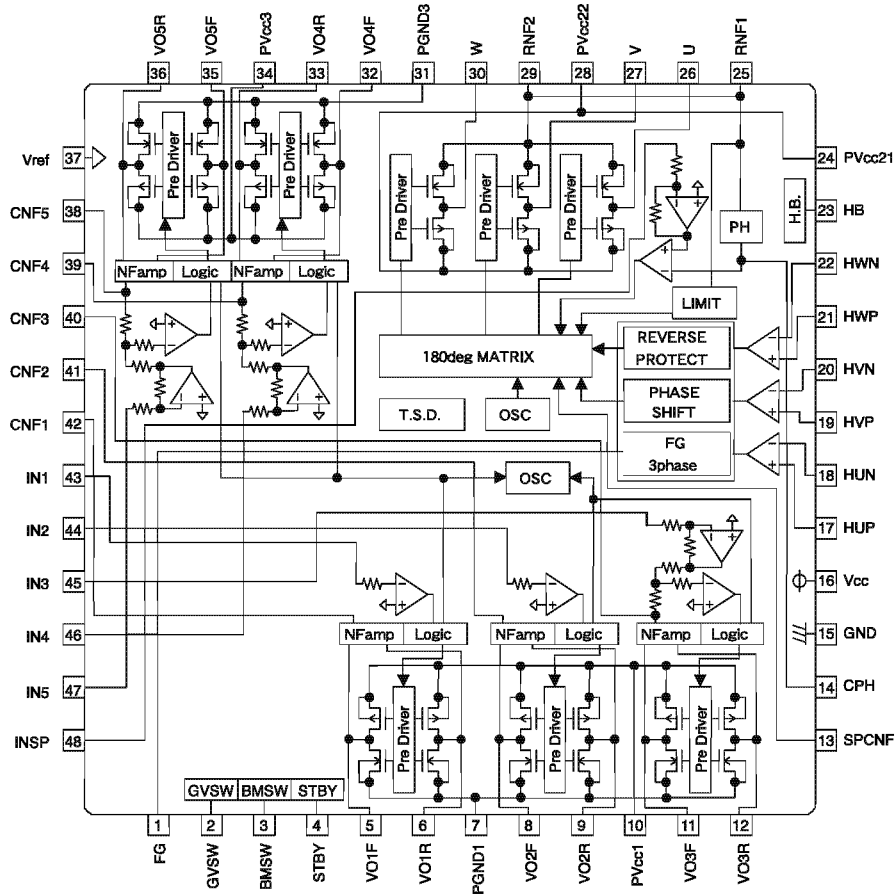 VO5R VO5F PVcc3 VO4R VO4F PGND3 W RNF2 PVcc22 V U RNF1
36 35 34 33 32 31 30 29 28 27 26 25
Vref 37
CNF5 38
CNF4 39
CNF3 40
CNF2 41
CNF1 42
IN1 43
IN2 44
IN3 45
IN4 46
IN5 47
INSP 48
Pre Driver
Pre Driver
NFamp Logic NFamp Logic
Pre Driver
Pre Driver
Pre Driver
PH
H.B.
LIMIT
180deg MATRIX
REVERSE
PROTECT
PHASE
SHIFT
FG
3phase
T.S.D.
OSC
OSC
NFamp Logic
NFamp Logic
NFamp Logic
Pre Driver
Pre Driver
Pre Driver
GVSW BMSW STBY
24 PVcc21
23 HB
22 HWN
21 HWP
20 HVN
19 HVP
18 HUN
17 HUP
16 Vcc
15 GND
14 CPH
13 SPCNF
1 2 3 4 5 6 7 8 9 10 11 12
FG GVSW BMSW STBY VO1F VO1R PGND1 VO2F VO2R PVcc1 VO3F VO3R